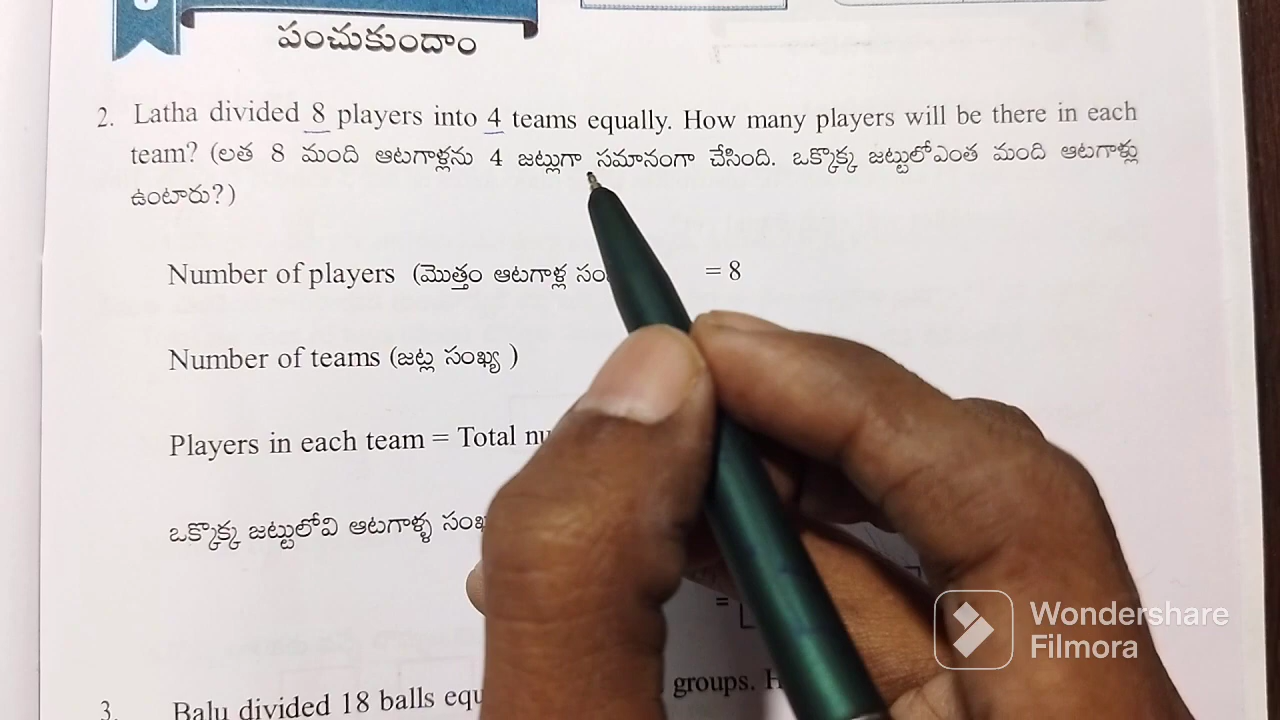 పంచుకుందాం
2. Latha divided 8 players into 4 teams equally. How many players will be there in each
team? (లత 8 మంది ఆటగాళ్లను 4 జట్లుగా సమానంగా చేసింది. ఒక్కొక్క జట్టులోఎంత మంది ఆటగాళ్లు
ఉంటారు?)
Number of players (మొత్తం ఆటగాళ్ల = 8
Number of teams (జట్ల సంఖ్య )
Players in each team = Total
ఒక్కొక్క జట్టులోని ఆటగాళ్ళ
=
3. Balu divided 18 balls groups.
Wondershare
Filmora